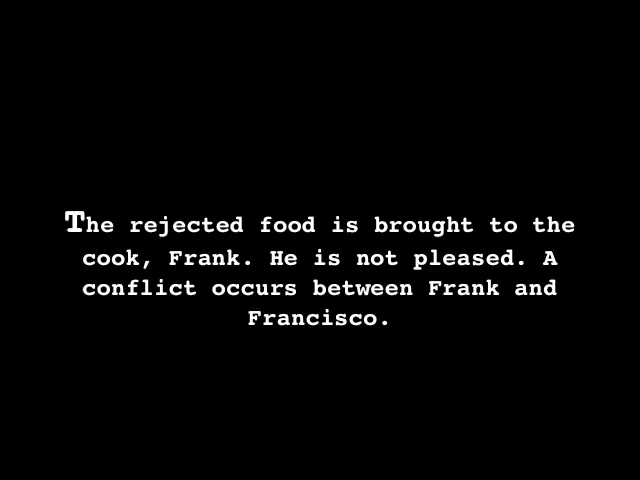 The rejected food is brought to the
cook, Frank. He is not pleased. A
conflict occurs between Frank and
Francisco.